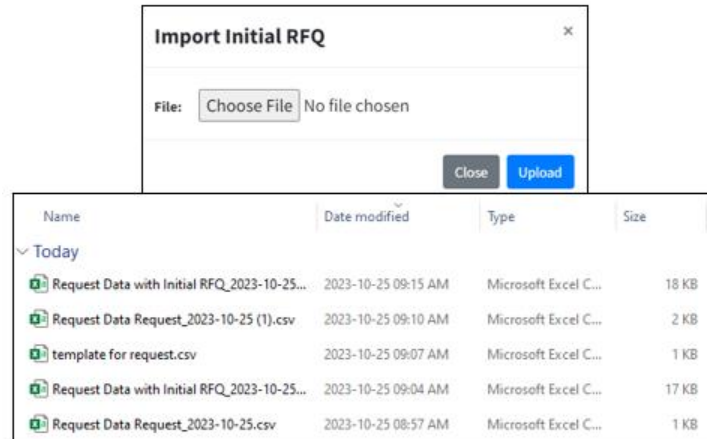 Import Initial RFQ ×
File: Choose File No file chosen
Close Upload
Name Date modified Type Size
Today
Request Data with Initial RFQ_2023-10-25... 2023-10-25 09:15 AM Microsoft Excel C... 18 KB
Request Data Request_2023-10-25 (1).csv 2023-10-25 09:10 AM Microsoft Excel C... 2 KB
template for request.csv 2023-10-25 09:07 AM Microsoft Excel C... 1 KB
Request Data with Initial RFQ_2023-10-25... 2023-10-25 09:04 AM Microsoft Excel C... 17 KB
Request Data Request_2023-10-25.csv 2023-10-25 08:57 AM Microsoft Excel C... 1 KB